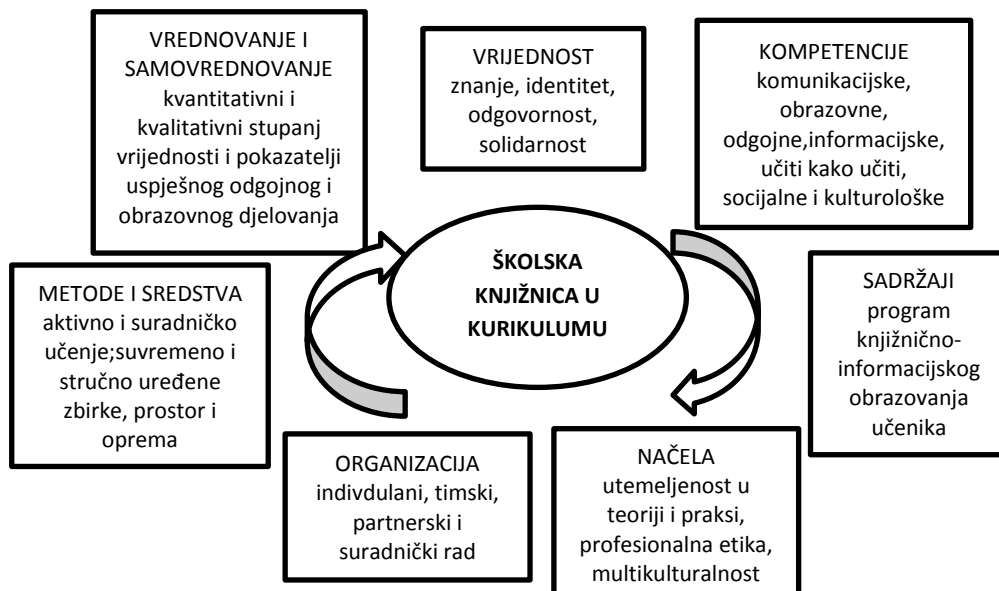 VREDNOVANJE I
SAMOVREDNOVANJE
kvantitativni i
kvalitativni stupanj
vrijednosti i pokazatelji
uspješnog odgojnog i
obrazovnog djelovanja
VRIJEDNOST
znanje, identitet,
odgovornost,
solidarnost
KOMPETENCIJE
komunikacijske,
obrazovne,
odgojne,informacijske,
učiti kako učiti,
socijalne i kulturološke
ŠKOLSKA
KNJIŽNICA U
KURIKULUMU
METODE I SREDSTVA
aktivno i suradničko
učenje;suvremeno i
stručno uređene
zbirke, prostor i
oprema
SADRŽAJI
program
knjižnično-
informacijskog
obrazovanja
učenika
ORGANIZACIJA
indivdulani, timski,
partnerski i
suradnički rad
NAČELA
utemeljenost u
teoriji i praksi,
profesionalna etika,
multikulturalnost